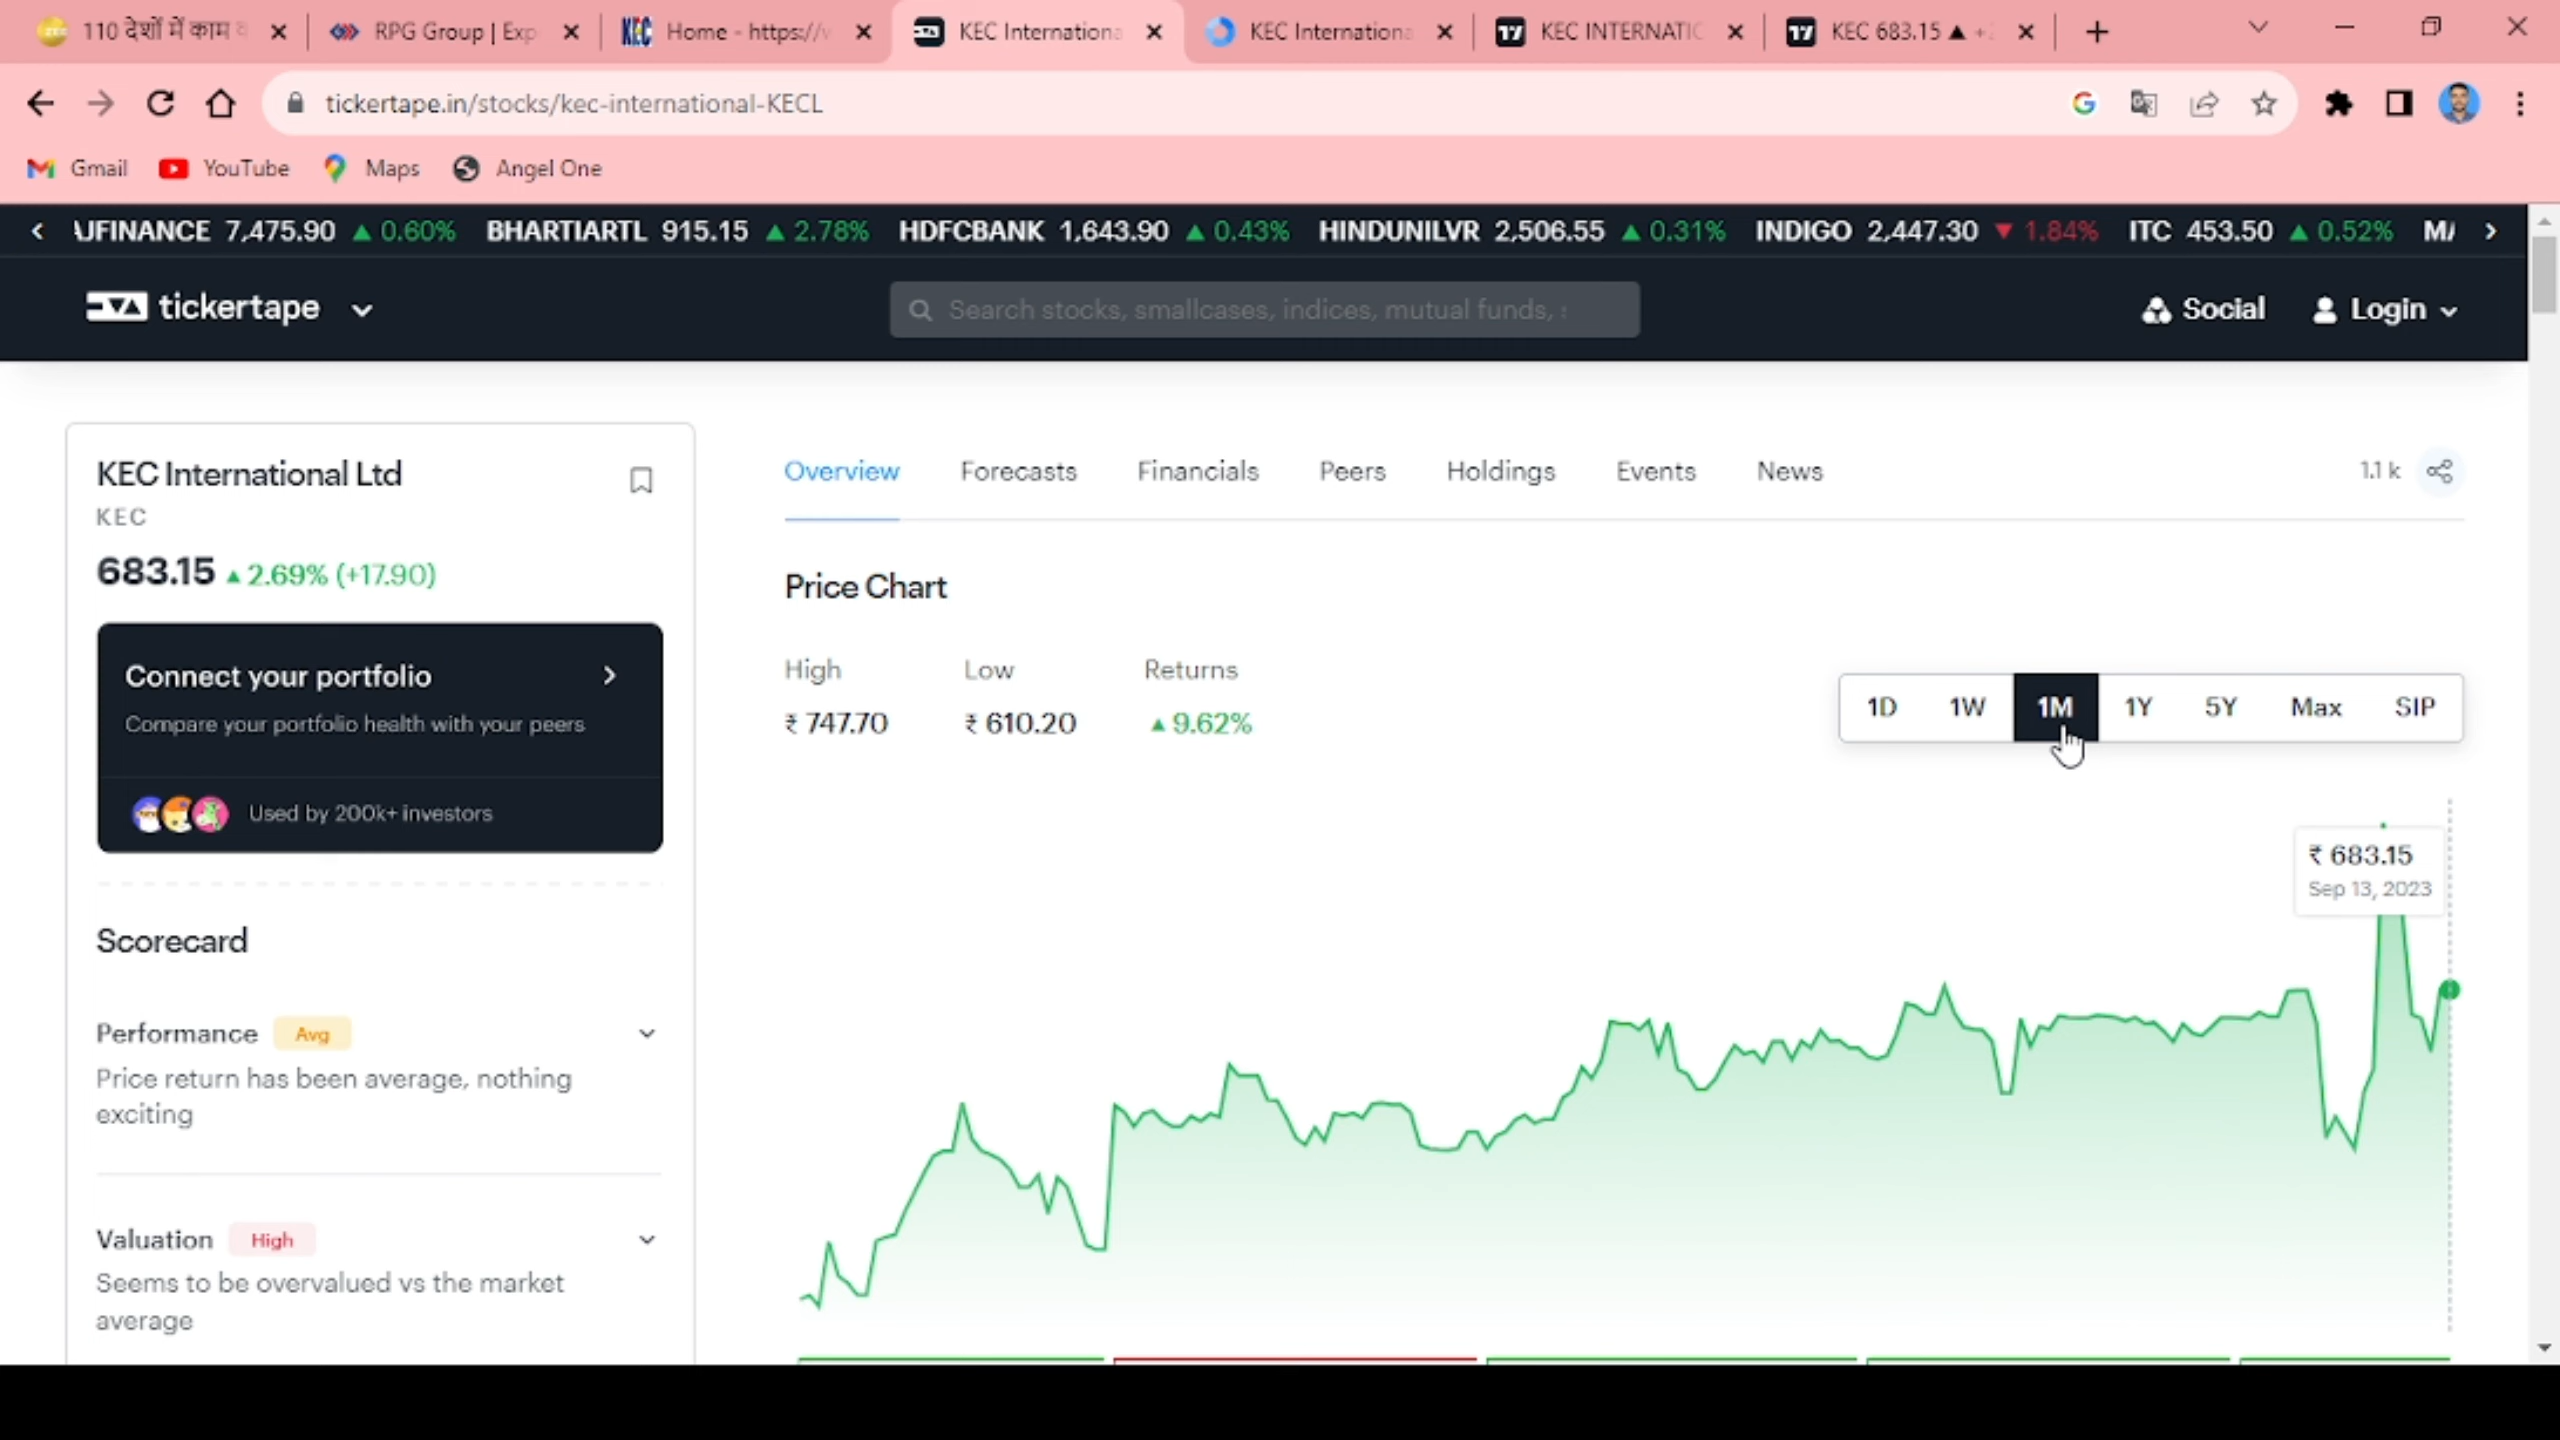 110 देशों में काम
RPG Group | Exp
Home - https://w
KEC Internationa
KEC Internationa
KEC INTERNATIO
KEC 683.15 ▲ +
tickertape.in/stocks/kec-international-KECL
Gmail YouTube Maps Angel One
AJFINANCE 7,475.90 ▲ 0.60% BHARTIARTL 915.15 ▲ 2.78% HDFCBANK 1,643.90 ▲ 0.43% HINDUNILVR 2,506.55 ▲ 0.31% INDIGO 2,447.30 ▼ 1.84% ITC 453.50 ▲ 0.52%
tickertape
Search stocks, smallcases, indices, mutual funds,
Social Login
KEC International Ltd
KEC
683.15 ▲ 2.69% (+17.90)
Connect your portfolio
Compare your portfolio health with your peers
Used by 200k+ investors
Scorecard
Performance Avg
Price return has been average, nothing
exciting
Valuation High
Seems to be overvalued vs the market
average
Overview Forecasts Financials Peers Holdings Events News
1.1 k
Price Chart
High Low Returns
₹ 747.70 ₹ 610.20 ▲ 9.62%
1D 1W 1M 1Y 5Y Max SIP
₹ 683.15
Sep 13, 2023